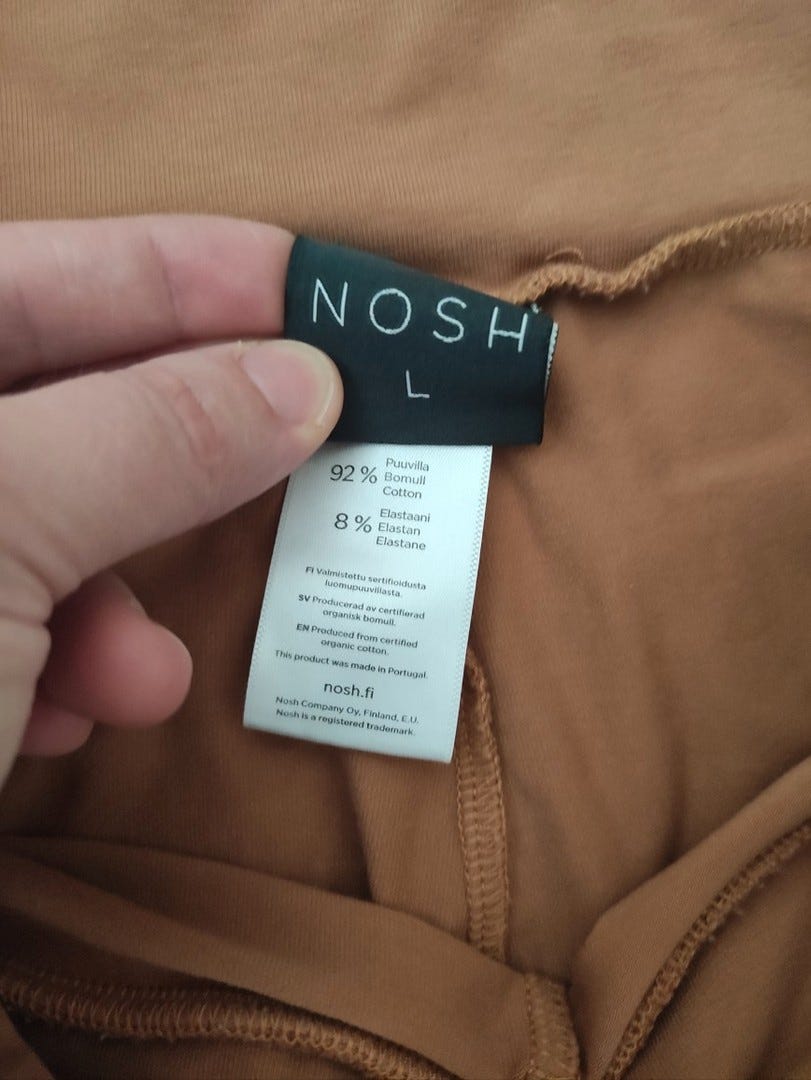 NOSH
L
92 % Puuvilla
Bomull
Cotton
8 % Elastaani
Elastan
Elastane
FI Valmistettu sertifioidusta
luomupuuvillasta.
SV Producerad av certifierad
organisk bomull.
EN Produced from certified
organic cotton.
This product was made in Portugal.
nosh.fi
Nosh Company Oy, Finland, E.U.
Nosh is a registered trademark.